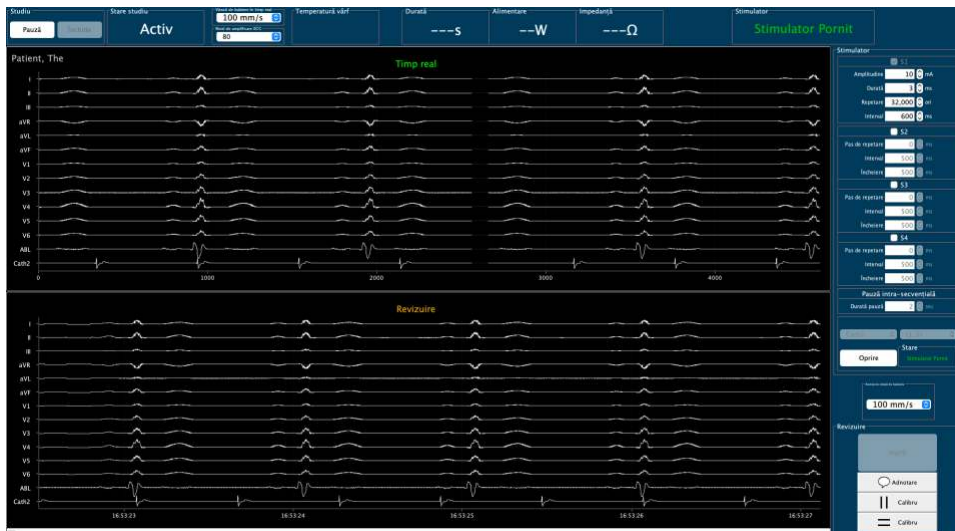 Studiu
Pauză
Stare studiu
Activ
100 mm/s
80
Temperatură vârf
Durată
---s
Alimentare
--W
Impedanță
---Ω
Stimulator
Stimulator Pornit
Patient, The
Timp real
I
II
III
aVR
aVL
aVF
V1
V2
V3
V4
V5
V6
ABL
Cath2
0 1000 2000 3000 4000
Revizuire
I
II
III
aVR
aVL
aVF
V1
V2
V3
V4
V5
V6
ABL
Cath2
16:53:23 16:53:24 16:53:25 16:53:26 16:53:27
Stimulator
S1
Amplitudine 10 mA
Durată 3 ms
Repetare 32,000 ori
Interval 600 ms
S2
Pas de repetare 0 ms
Interval 500 ms
Încheiere 500 ms
S3
Pas de repetare 0 ms
Interval 500 ms
Încheiere 500 ms
S4
Pas de repetare 0 ms
Interval 500 ms
Încheiere 500 ms
Pauză intra-secvențială
Durată pauză 2 ms
Oprire
Stare
Stimulator Pornit
100 mm/s
Revizuire
Adnotare
Calibru
Calibru